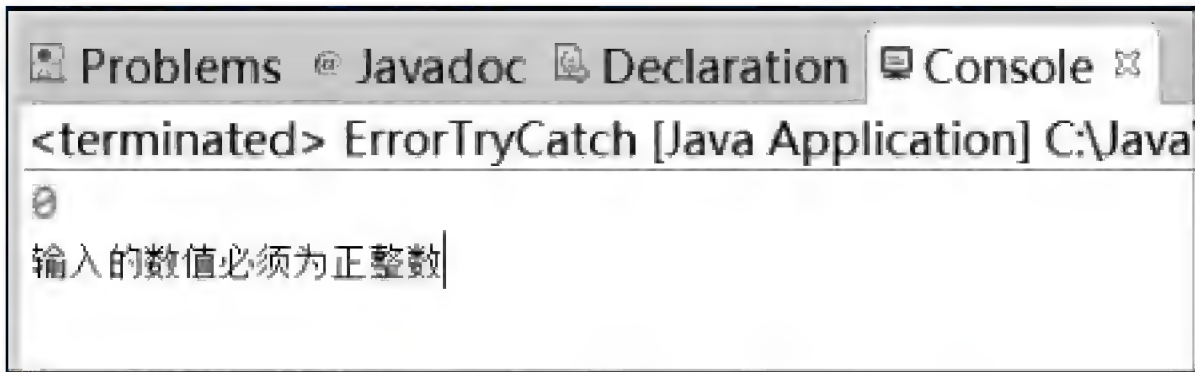 Problems @ Javadoc Declaration Console
<terminated> ErrorTryCatch [Java Application] C:\Java
0
输入的数值必须为正整数